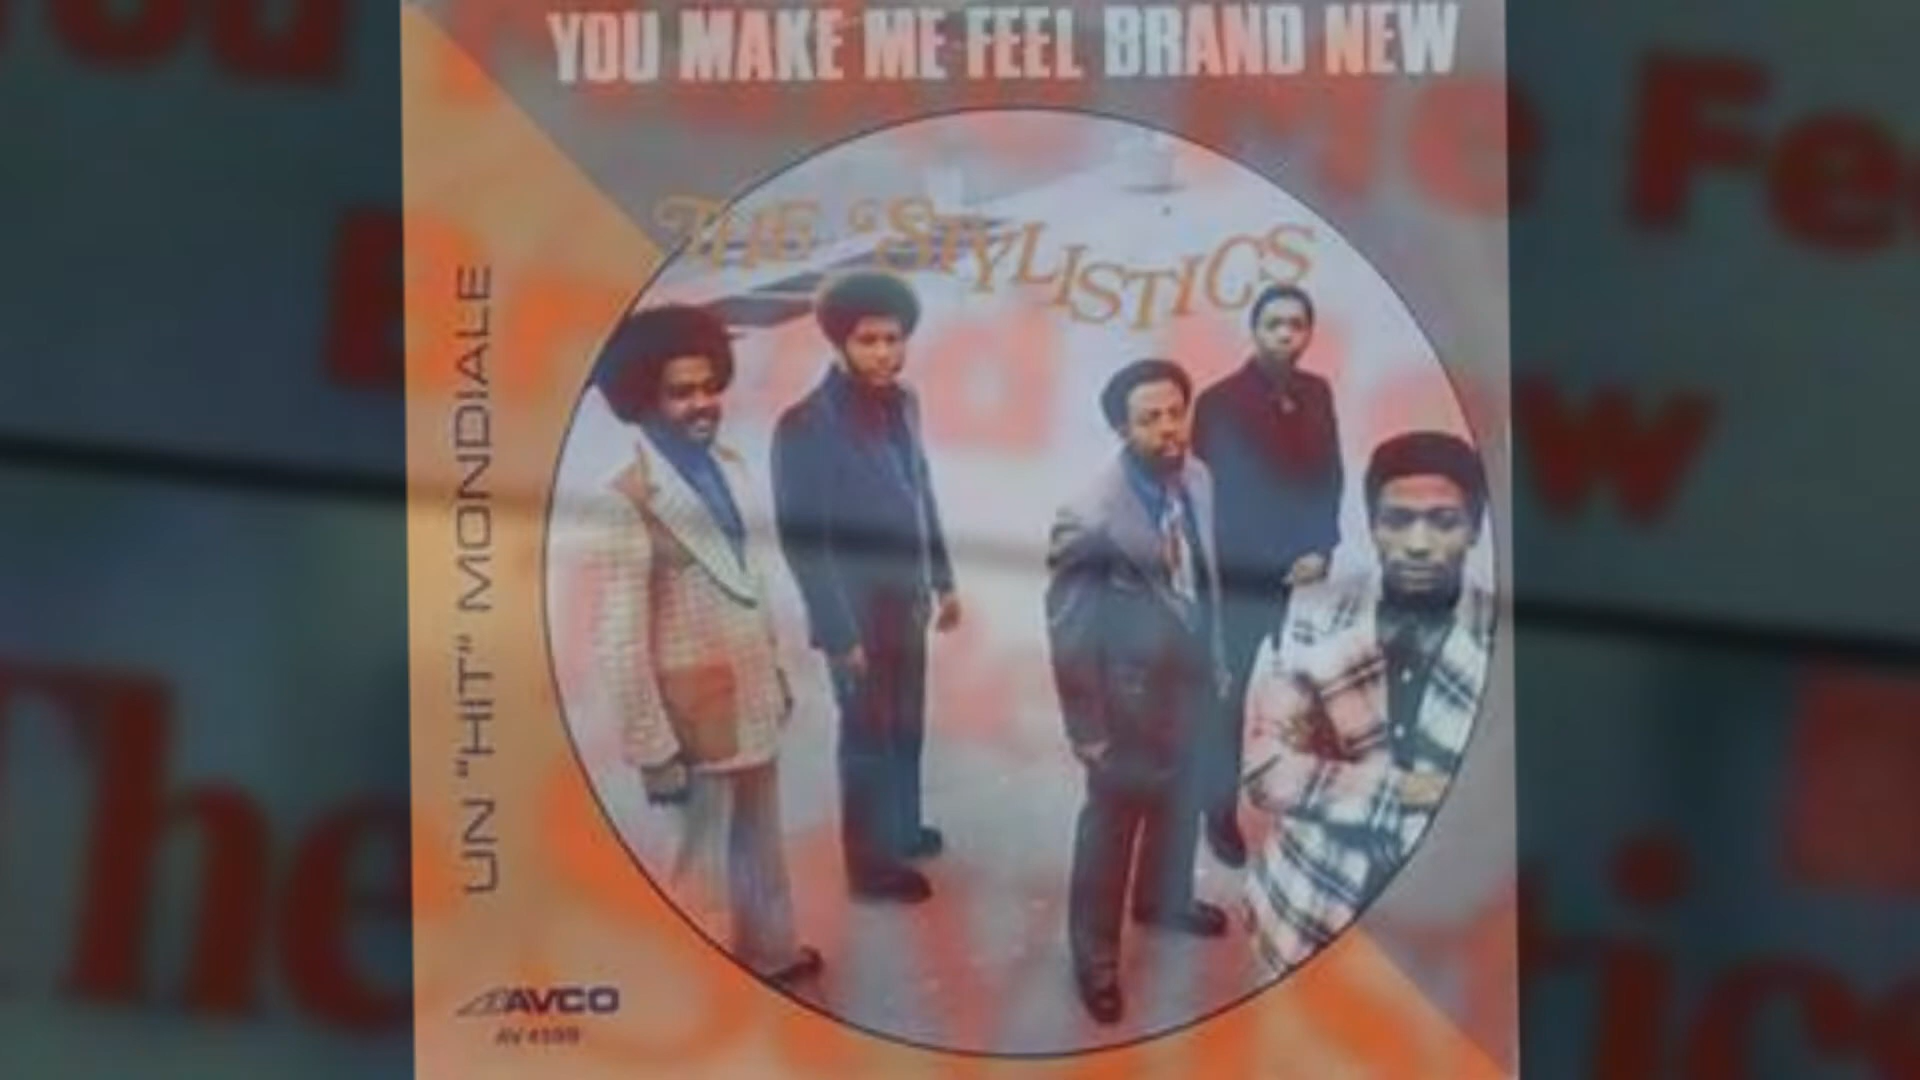 YOU MAKE ME FEEL BRAND NEW
THE STYLISTICS
UN "HIT" MONDIALE
AVCO